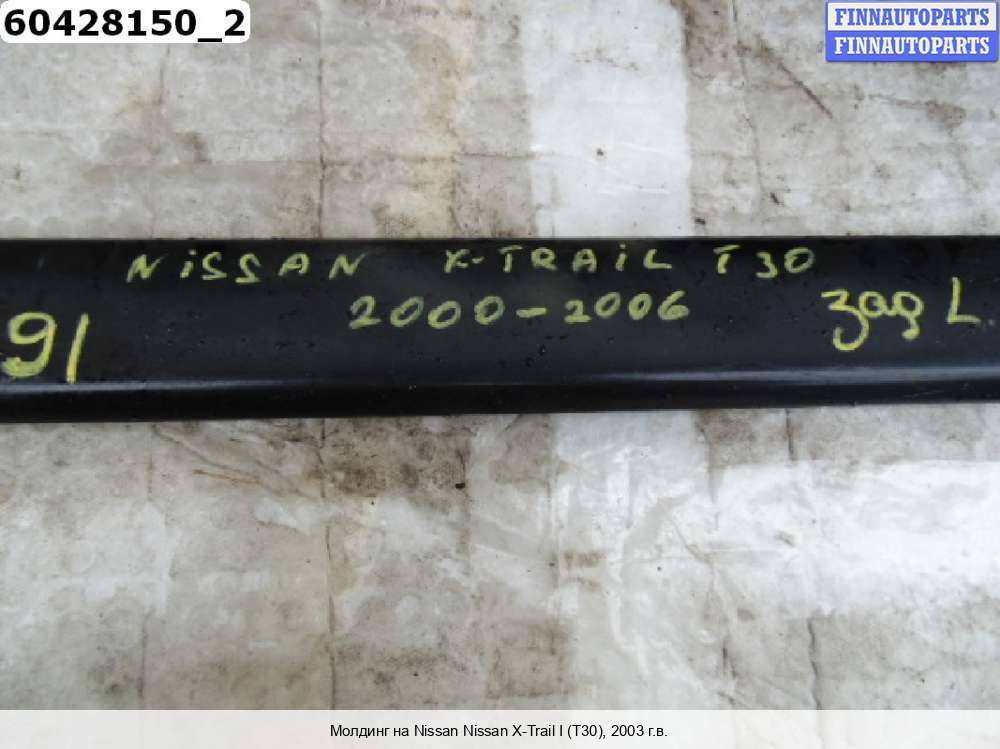 60428150_2
FINNAUTOPARTS
FINNAUTOPARTS
NiSSAN X-TRAiL T30
2000-2006
зад L
91
Молдинг на Nissan Nissan X-Trail I (T30), 2003 г.в.